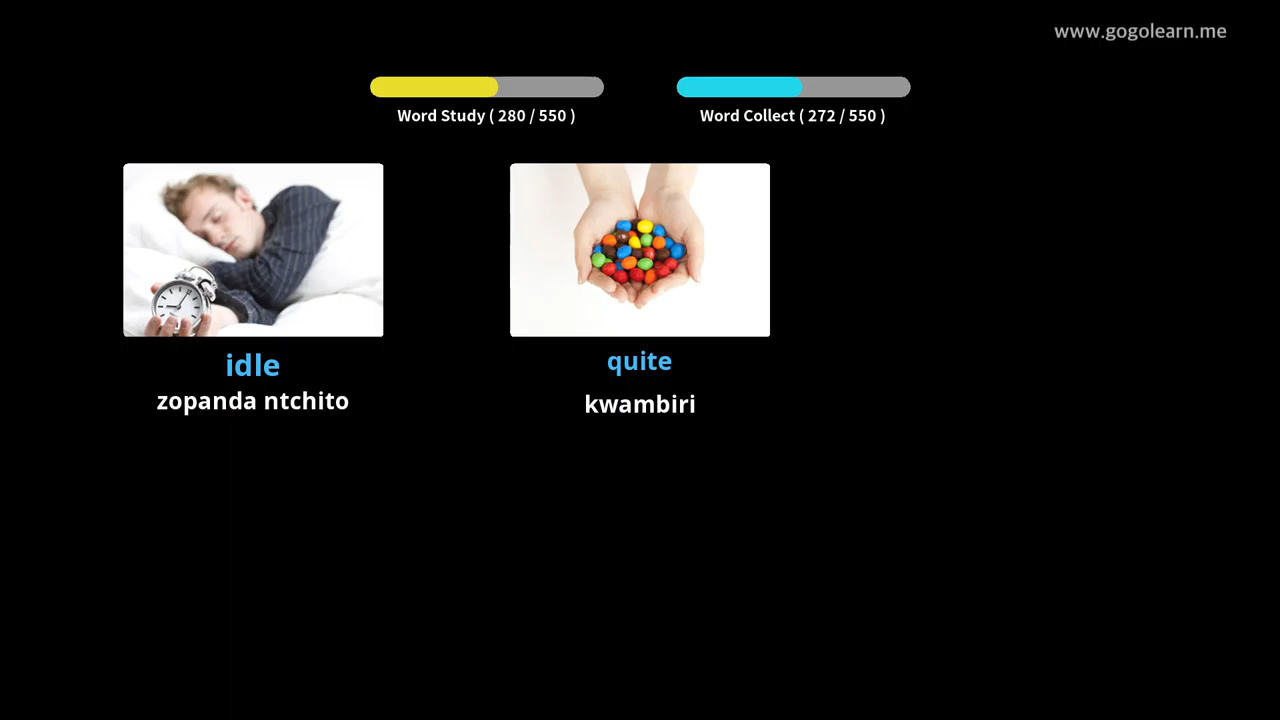 www.gogolearn.me
Word Study ( 280 / 550 )
Word Collect ( 272 / 550 )
idle
zopanda ntchito
quite
kwambiri